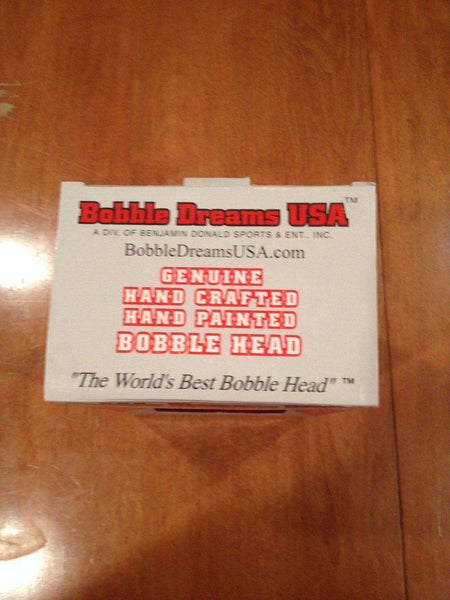 Bobble Dreams USA™
A DIV. OF BENJAMIN DONALD SPORTS & ENT., INC.
BobbleDreamsUSA.com
GENUINE
HAND CRAFTED
HAND PAINTED
BOBBLE HEAD
"The World's Best Bobble Head" ™